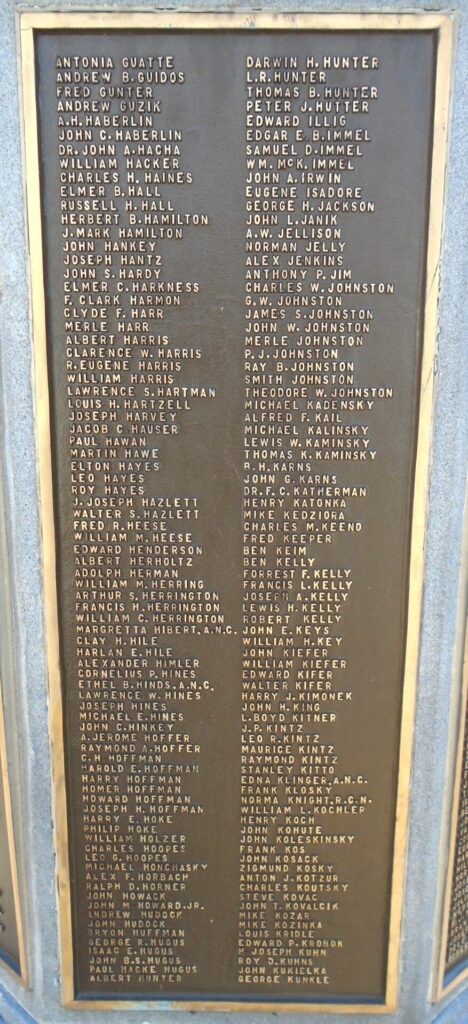 ANTONIA GUATTE
ANDREW B. GUIDOS
FRED GUNTER
ANDREW GUZIK
A.H. HABERLIN
JOHN C. HABERLIN
DR. JOHN A. HACHA
WILLIAM HACKER
CHARLES H. HAINES
ELMER B. HALL
RUSSELL H. HALL
HERBERT B. HAMILTON
J. MARK HAMILTON
JOHN HANKEY
JOSEPH HANTZ
JOHN S. HARDY
ELMER C. HARKNESS
F. CLARK HARMON
CLYDE F. HARR
MERLE HARR
ALBERT HARRIS
CLARENCE W. HARRIS
R. EUGENE HARRIS
WILLIAM HARRIS
LAWRENCE S. HARTMAN
LOUIS H. HARTZELL
JOSEPH HARVEY
JACOB C. HAUSER
PAUL HAWAN
MARTIN HAWE
ELTON HAYES
LEO HAYES
ROY HAYES
J. JOSEPH HAZLETT
WALTER S. HAZLETT
FRED R. HEESE
WILLIAM M. HEESE
EDWARD HENDERSON
ALBERT HERHOLTZ
ADOLPH HERMAN
WILLIAM M. HERRING
ARTHUR S. HERRINGTON
FRANCIS H. HERRINGTON
WILLIAM C. HERRINGTON
MARGRETTA HIBERT, A.N.C.
CLAY H. HILE
HARLAN E. HILE
ALEXANDER HIMLER
CORNELIUS P. HINES
ETHEL B. HINDS, A.N.C.
LAWRENCE W. HINES
JOSEPH HINES
MICHAEL E. HINES
JOHN C. HINKEY
A. JEROME HOFFER
RAYMOND A. HOFFER
C.H. HOFFMAN
HAROLD E. HOFFMAN
HARRY HOFFMAN
HOMER HOFFMAN
HOWARD HOFFMAN
JOSEPH H. HOFFMAN
HARRY E. HOKE
PHILIP HOKE
WILLIAM HOLZER
CHARLES HOOPES
LEO G. HOOPES
MICHAEL HONCHASKY
ALEX F. HORBACH
RALPH D. HORNER
JOHN HOWACK
JOHN M HOWARD, JR.
ANDREW HUDOCK
JOHN HUDOCK
BRYON HUFFMAN
GEORGE R. HUGUS
ISAAC E. HUGUS
JOHN B.S. HUGUS
PAUL HACKE HUGUS
ALBERT HUNTER
DARWIN H. HUNTER
L.R. HUNTER
THOMAS B. HUNTER
PETER J. HUTTER
EDWARD ILLIG
EDGAR E.B. IMMEL
SAMUEL D. IMMEL
WM. McK. IMMEL
JOHN A. IRWIN
EUGENE ISADORE
GEORGE H. JACKSON
JOHN L. JANIK
A.W. JELLISON
NORMAN JELLY
ALEX JENKINS
ANTHONY P. JIM
CHARLES W. JOHNSTON
G.W. JOHNSTON
JAMES S. JOHNSTON
JOHN W. JOHNSTON
MERLE JOHNSTON
P.J. JOHNSTON
RAY B. JOHNSTON
SMITH JOHNSTON
THEODORE W. JOHNSTON
MICHAEL KADENSKY
ALFRED F. KAIL
MICHAEL KALINSKY
LEWIS W. KAMINSKY
THOMAS K. KAMINSKY
B.H. KARNS
JOHN G. KARNS
DR. F.C. KATHERMAN
HENRY KATONKA
MIKE KEDZIORA
CHARLES M. KEENO
FRED KEEPER
BEN KEIM
BEN KELLY
FORREST F. KELLY
FRANCIS L. KELLY
JOSEPH A. KELLY
LEWIS H. KELLY
ROBERT KELLY
JOHN E. KEYS
WILLIAM H. KEY
JOHN KIEFER
WILLIAM KIEFER
EDWARD KIFER
WALTER KIFER
HARRY J. KIMONEK
JOHN H. KING
L. BOYD KITNER
J.P. KINTZ
LEO R. KINTZ
MAURICE KINTZ
RAYMOND KINTZ
STANLEY KITTO
EDNA KLINGER, A.N.C.
FRANK KLOSKY
NORMA KNIGHT, R.C.N.
WILLIAM L. KOCHLER
HENRY KOCH
JOHN KOHUTE
JOHN KOLESKINSKY
FRANK KOS
JOHN KOSACK
ZIGMUND KOSKY
ANTON J. KOTZUR
CHARLES KOUTSKY
STEVE KOVAC
JOHN T. KOVALCIK
MIKE KOZAR
MIKE KOZINKA
LOUIS KRIDLE
EDWARD P. KROBOK
H. JOSEPH KUHN
ROY D. KUHNS
JOHN KUKIELKA
GEORGE KUNKLE